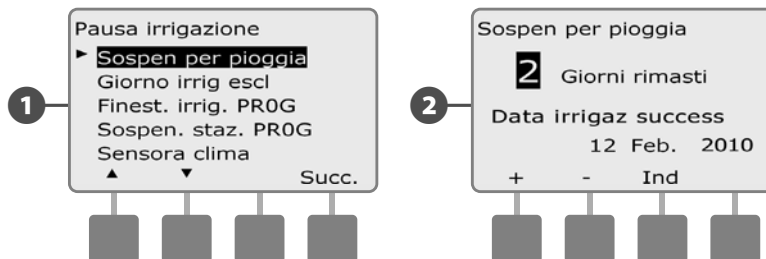 Pausa irrigazione
► Sospen per pioggia
Giorno irrig escl
Finest. irrig. PR0G
Sospen. staz. PR0G
Sensora clima
▲ ▼ Succ.
1
Sospen per pioggia
2 Giorni rimasti
Data irrigaz success
12 Feb. 2010
+ - Ind
2